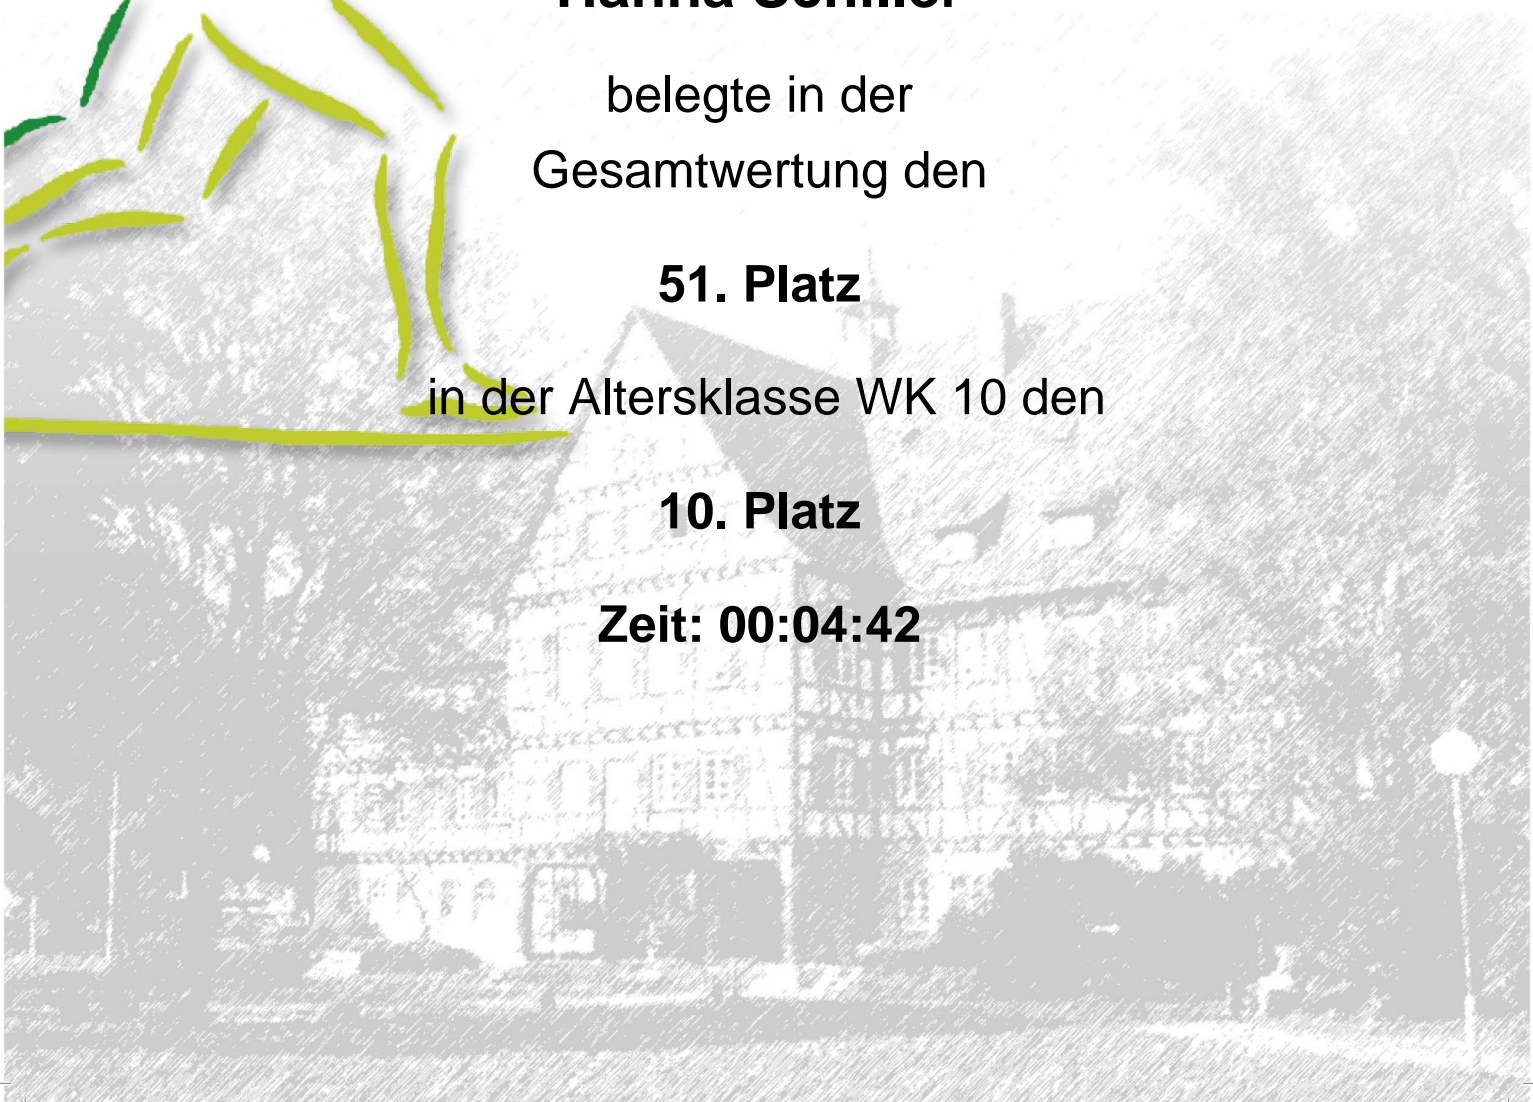 belegte in der
Gesamtwertung den
51. Platz
in der Altersklasse WK 10 den
10. Platz
Zeit: 00:04:42